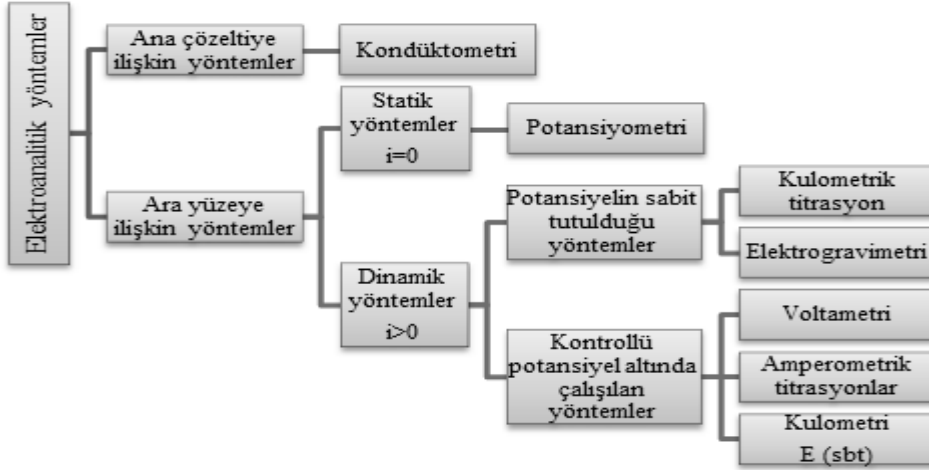 Elektroanalitik yöntemler
Ana çözeltiye
ilişkin yöntemler
Kondüktometri
Ara yüzeye
ilişkin yöntemler
Statik
yöntemler
i=0
Potansiyometri
Dinamik
yöntemler
i>0
Potansiyelin sabit
tutulduğu
yöntemler
Kulometrik
titrasyon
Elektrogravimetri
Kontrollü
potansiyel altında
çalışılan
yöntemler
Voltametri
Amperometrik
titrasyonlar
Kulometri
E (sbt)